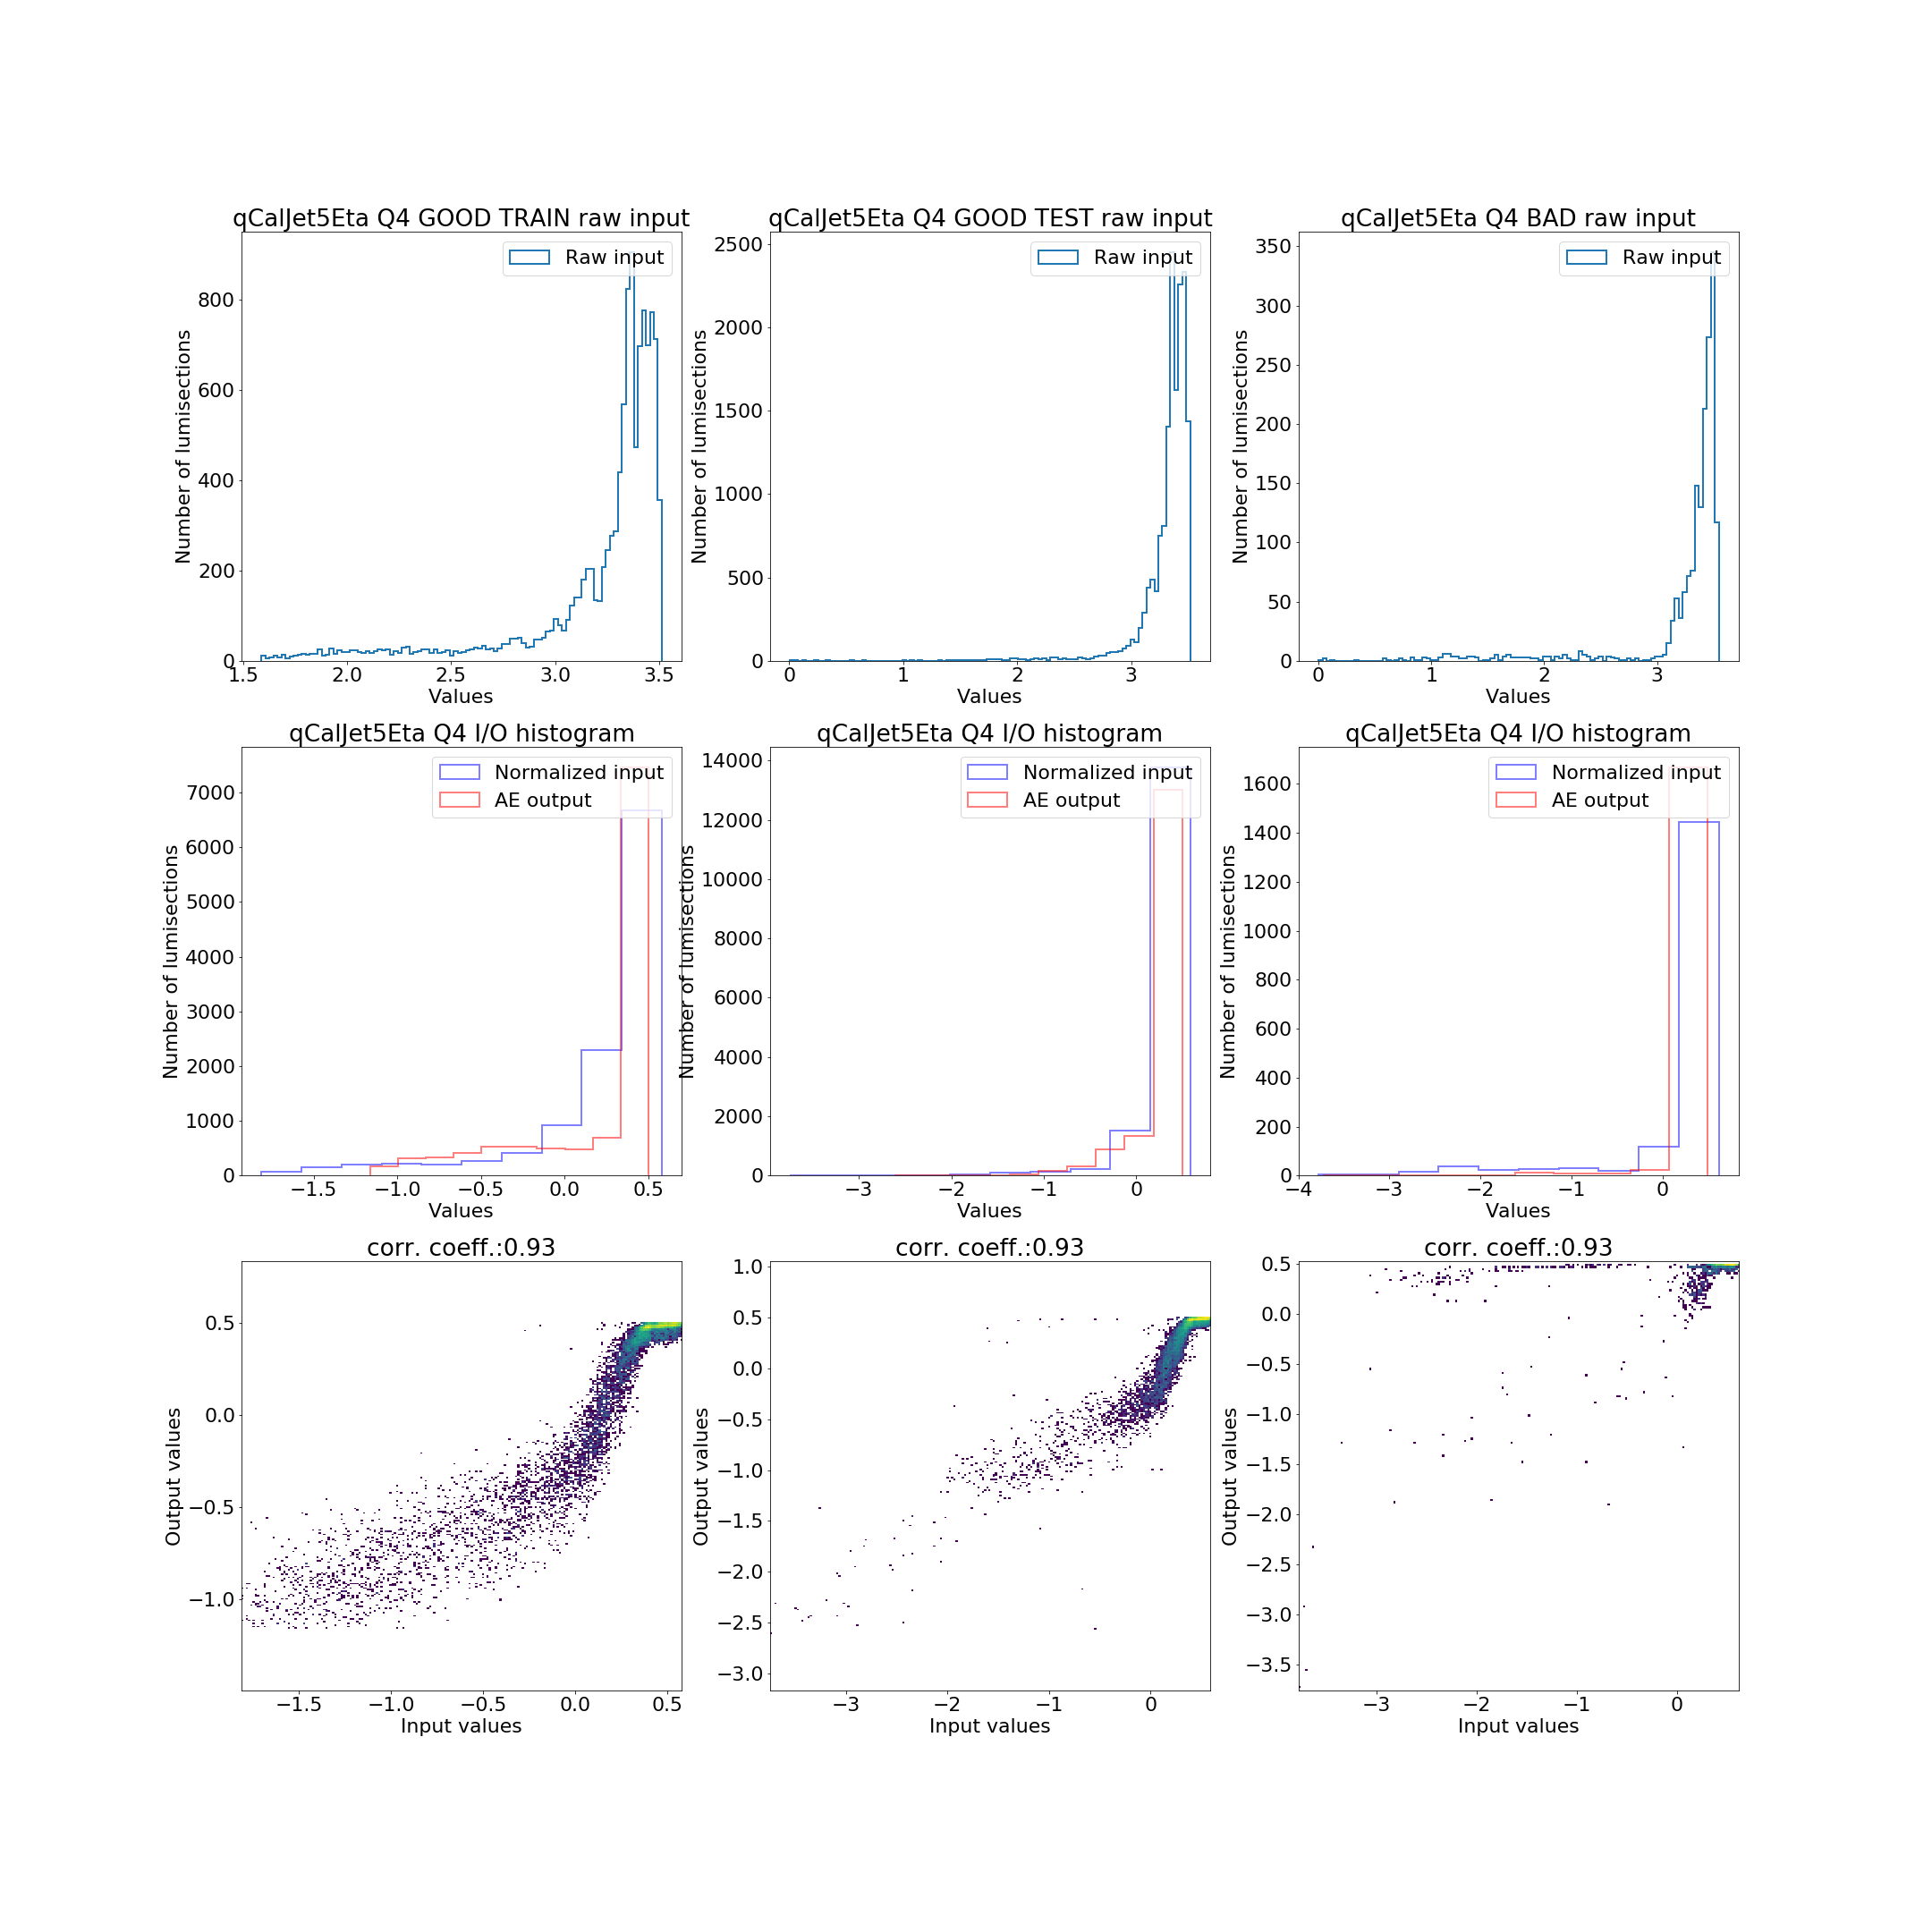 qCalJet5Eta Q4 GOOD TRAIN raw input
Raw input
800
600
400
200
0
Number of lumisections
1.5 2.0 2.5 3.0 3.5
Values
qCalJet5Eta Q4 GOOD TEST raw input
Raw input
2500
2000
1500
1000
500
0
Number of lumisections
0 1 2 3
Values
qCalJet5Eta Q4 BAD raw input
Raw input
350
300
250
200
150
100
50
0
Number of lumisections
0 1 2 3
Values
qCalJet5Eta Q4 I/O histogram
Normalized input
AE output
7000
6000
5000
4000
3000
2000
1000
0
Number of lumisections
−1.5 −1.0 −0.5 0.0 0.5
Values
qCalJet5Eta Q4 I/O histogram
Normalized input
AE output
14000
12000
10000
8000
6000
4000
2000
0
Number of lumisections
−3 −2 −1 0
Values
qCalJet5Eta Q4 I/O histogram
Normalized input
AE output
1600
1400
1200
1000
800
600
400
200
0
Number of lumisections
−4 −3 −2 −1 0
Values
corr. coeff.:0.93
0.5
0.0
−0.5
−1.0
Output values
−1.5 −1.0 −0.5 0.0 0.5
Input values
corr. coeff.:0.93
1.0
0.5
0.0
−0.5
−1.0
−1.5
−2.0
−2.5
−3.0
Output values
−3 −2 −1 0
Input values
corr. coeff.:0.93
0.5
0.0
−0.5
−1.0
−1.5
−2.0
−2.5
−3.0
−3.5
Output values
−3 −2 −1 0
Input values